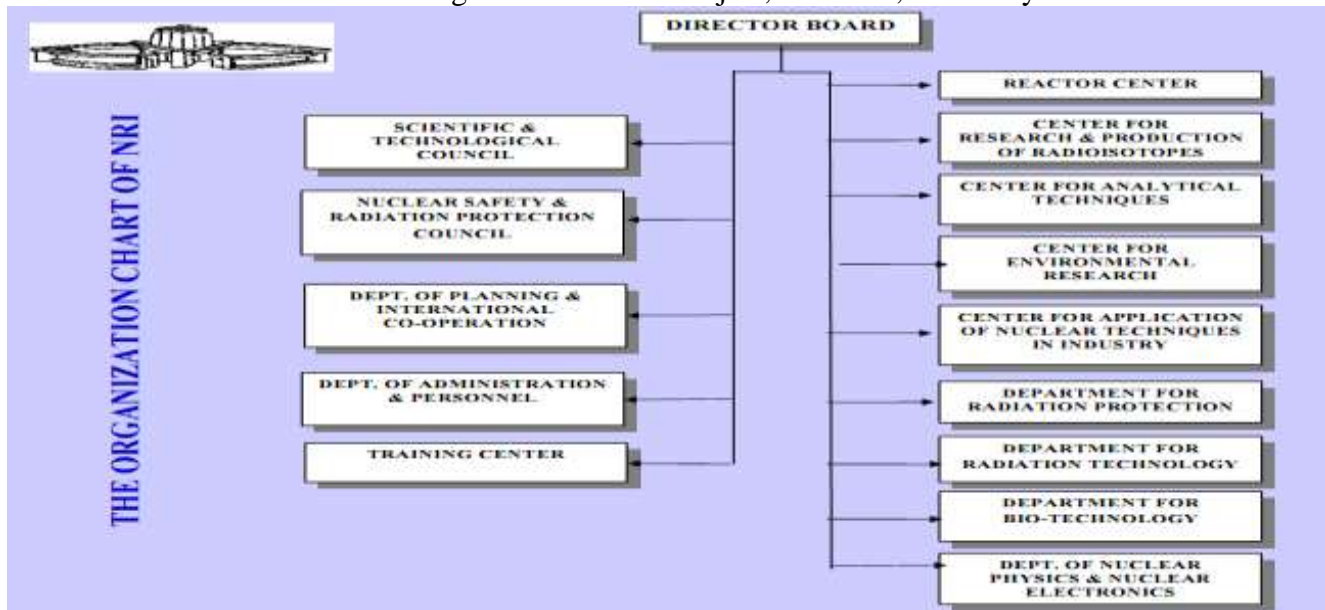 DIRECTOR BOARD
THE ORGANIZATION CHART OF NRI
SCIENTIFIC &
TECHNOLOGICAL
COUNCIL
NUCLEAR SAFETY &
RADIATION PROTECTION
COUNCIL
DEPT. OF PLANNING &
INTERNATIONAL
CO-OPERATION
DEPT. OF ADMINISTRATION
& PERSONNEL
TRAINING CENTER
REACTOR CENTER
CENTER FOR
RESEARCH & PRODUCTION
OF RADIOISOTOPES
CENTER FOR ANALYTICAL
TECHNIQUES
CENTER FOR
ENVIRONMENTAL
RESEARCH
CENTER FOR APPLICATION
OF NUCLEAR TECHNIQUES
IN INDUSTRY
DEPARTMENT FOR
RADIATION PROTECTION
DEPARTMENT FOR
RADIATION TECHNOLOGY
DEPARTMENT FOR
BIO-TECHNOLOGY
DEPT. OF NUCLEAR
PHYSICS & NUCLEAR
ELECTRONICS